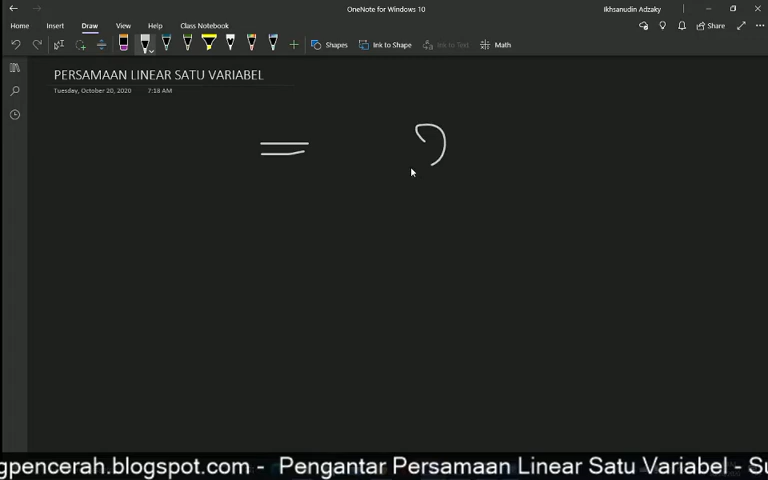 OneNote for Windows 10
Ikhsanudin Adzaky
Home Insert Draw View Help Class Notebook
Share
Shapes Ink to Shape Ink to Text Math
PERSAMAAN LINEAR SATU VARIABEL
Tuesday, October 20, 2020 7:18 AM
=
gpencerah.blogspot.com - Pengantar Persamaan Linear Satu Variabel - Su